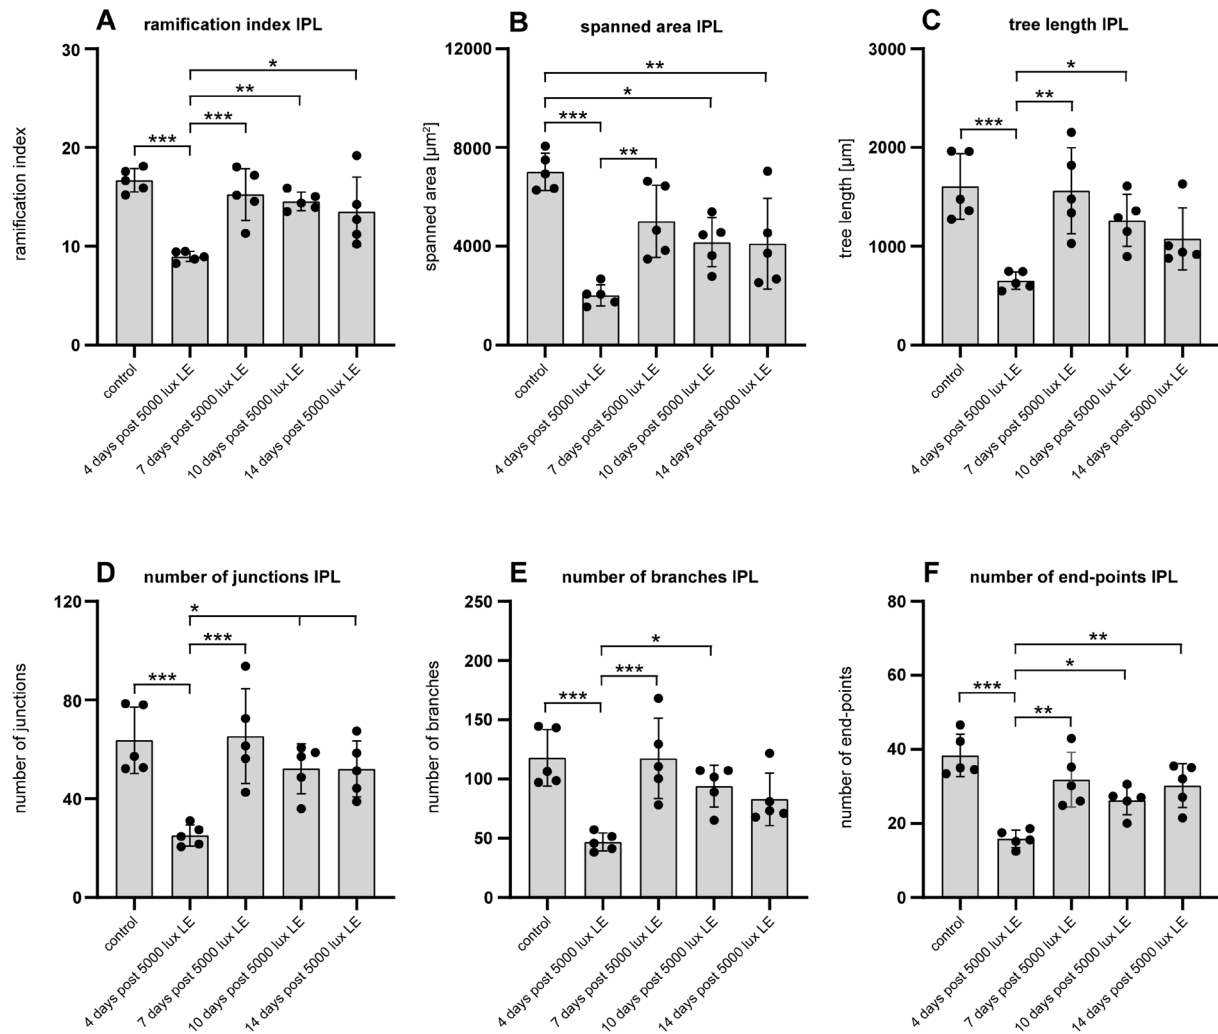 A
ramification index IPL
ramification index
30
20
10
0
***
***
**
*
control
4 days post 5000 lux LE
7 days post 5000 lux LE
10 days post 5000 lux LE
14 days post 5000 lux LE
B
spanned area IPL
spanned area [µm²]
12000
8000
4000
0
**
*
***
**
control
4 days post 5000 lux LE
7 days post 5000 lux LE
10 days post 5000 lux LE
14 days post 5000 lux LE
C
tree length IPL
tree length [µm]
3000
2000
1000
0
*
**
***
control
4 days post 5000 lux LE
7 days post 5000 lux LE
10 days post 5000 lux LE
14 days post 5000 lux LE
D
number of junctions IPL
number of junctions
120
80
40
0
*
***
***
control
4 days post 5000 lux LE
7 days post 5000 lux LE
10 days post 5000 lux LE
14 days post 5000 lux LE
E
number of branches IPL
number of branches
250
200
150
100
50
0
*
***
***
control
4 days post 5000 lux LE
7 days post 5000 lux LE
10 days post 5000 lux LE
14 days post 5000 lux LE
F
number of end-points IPL
number of end-points
80
60
40
20
0
**
*
***
**
control
4 days post 5000 lux LE
7 days post 5000 lux LE
10 days post 5000 lux LE
14 days post 5000 lux LE